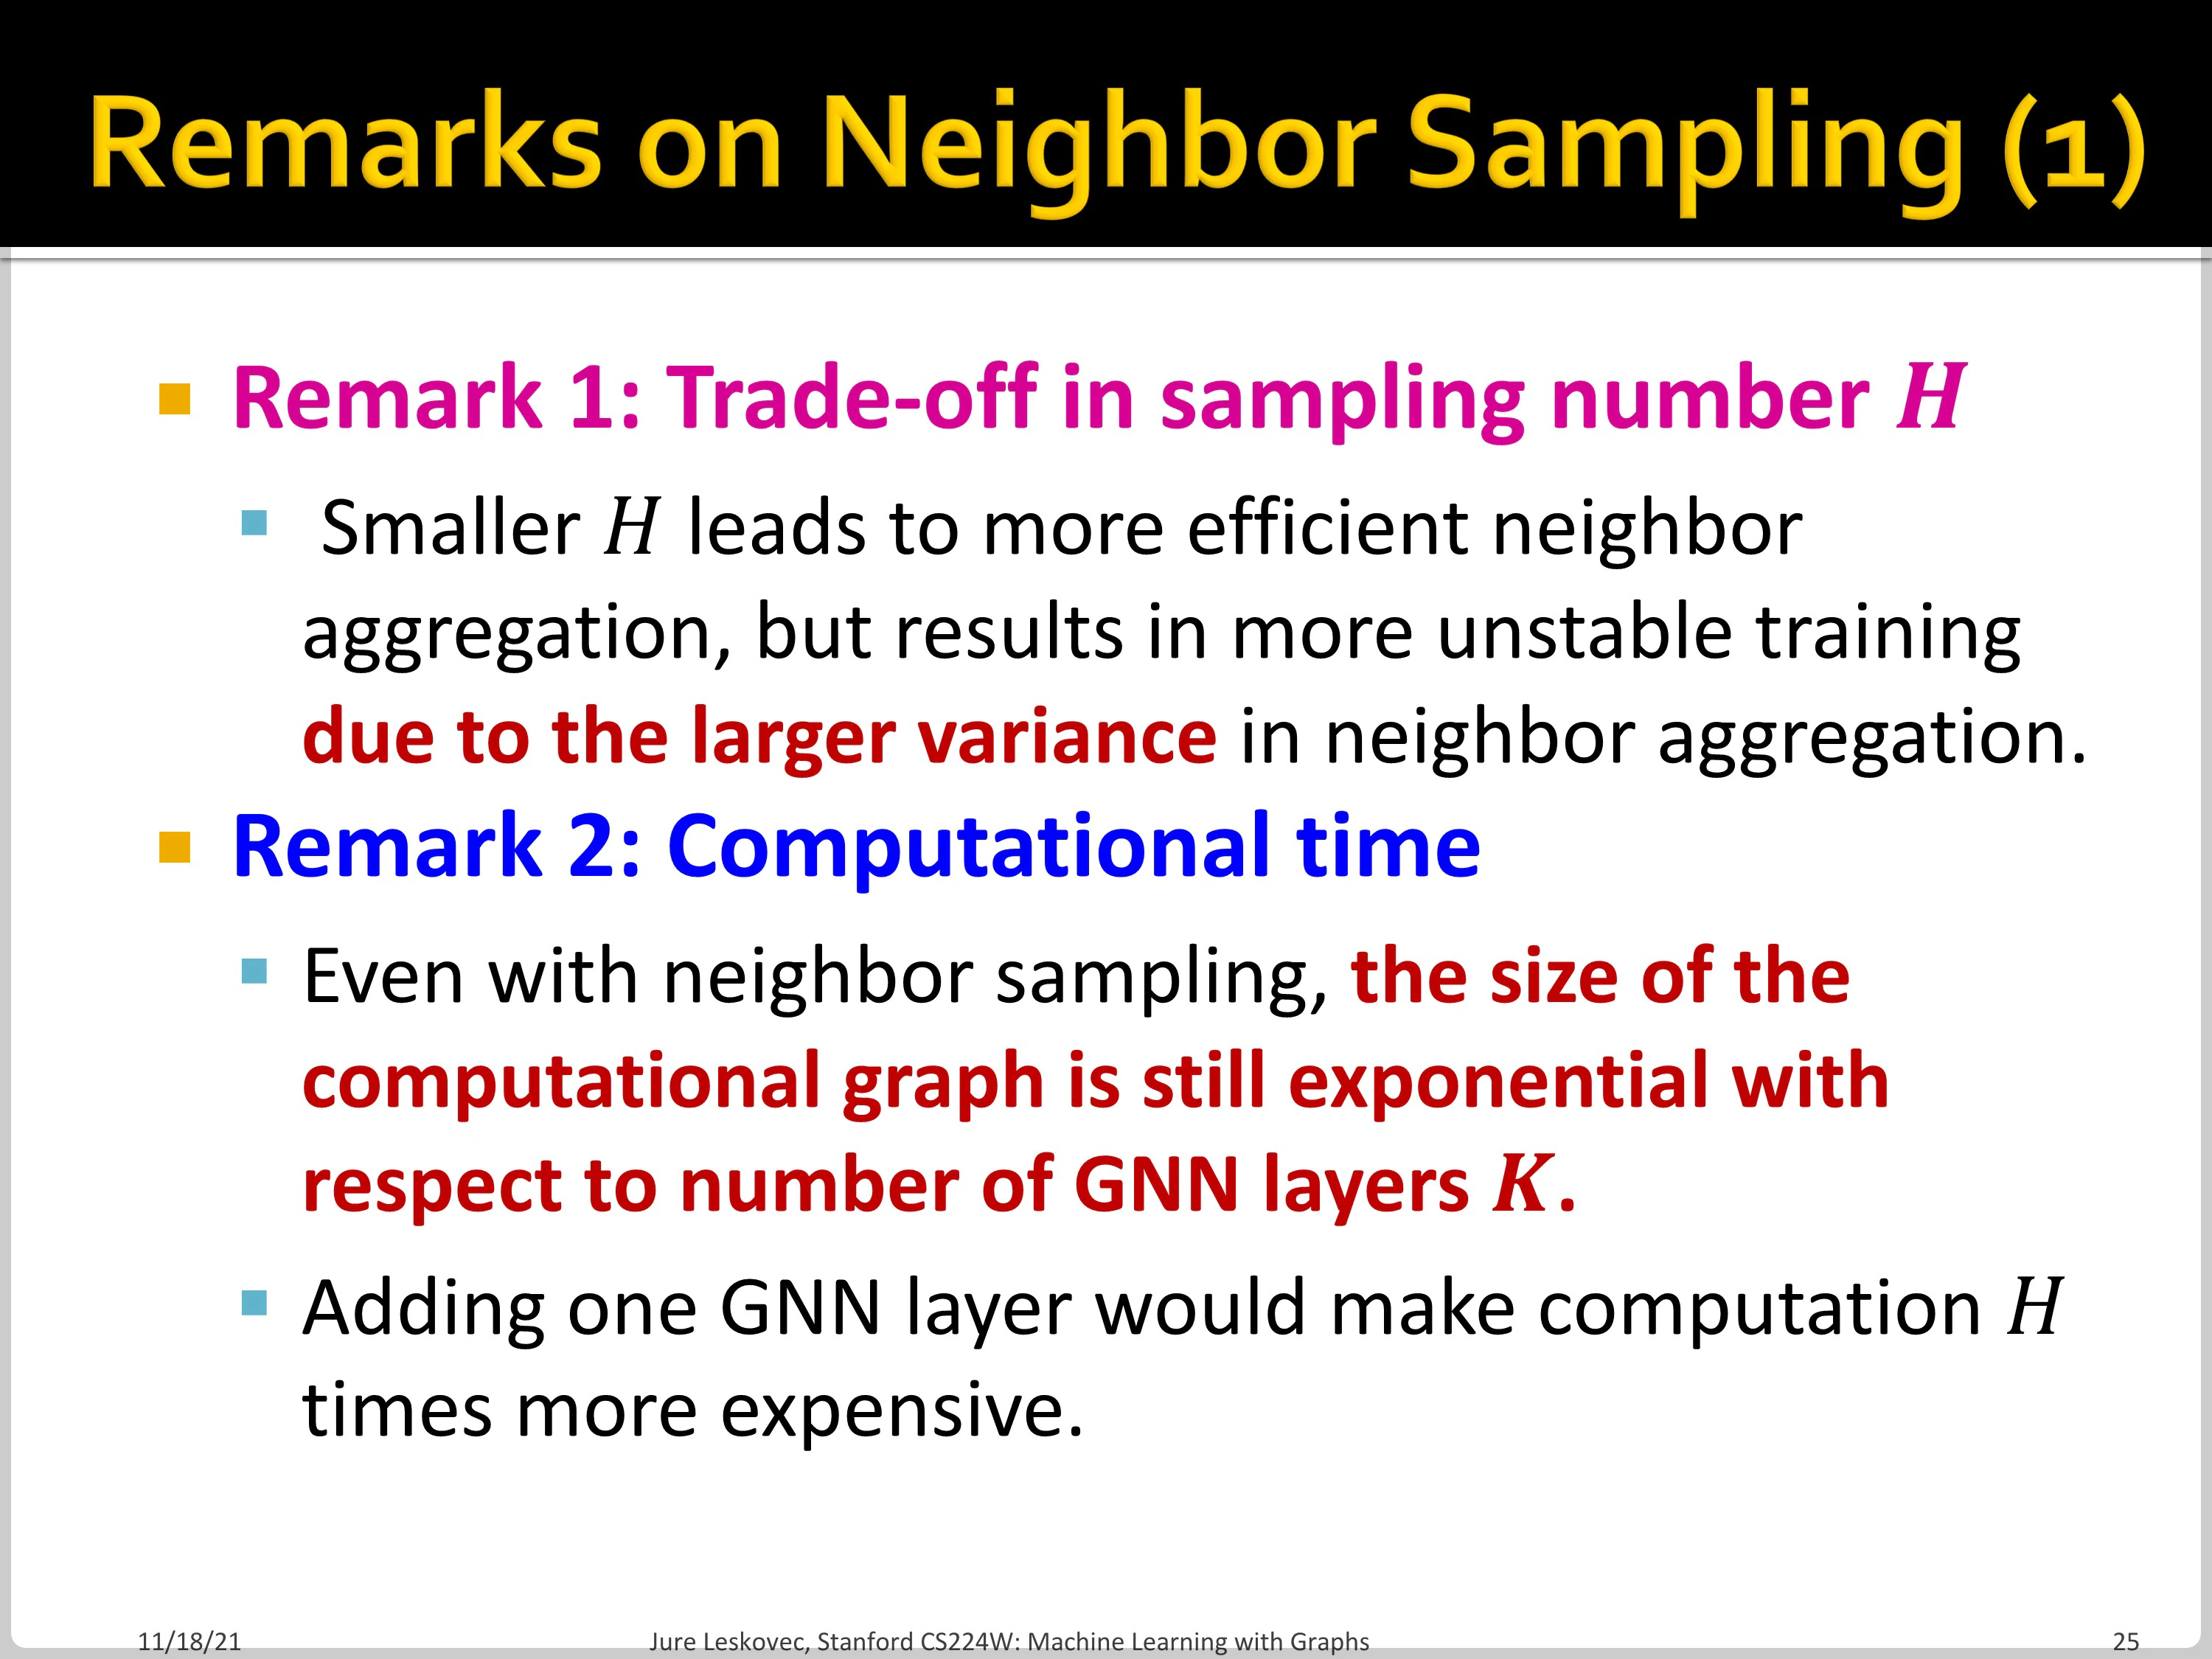 Remarks on Neighbor Sampling (1)
Remark 1: Trade-off in sampling number H
Smaller H leads to more efficient neighbor
aggregation, but results in more unstable training
due to the larger variance in neighbor aggregation.
Remark 2: Computational time
Even with neighbor sampling, the size of the
computational graph is still exponential with
respect to number of GNN layers K.
Adding one GNN layer would make computation H
times more expensive.
11/18/21
Jure Leskovec, Stanford CS224W: Machine Learning with Graphs
25